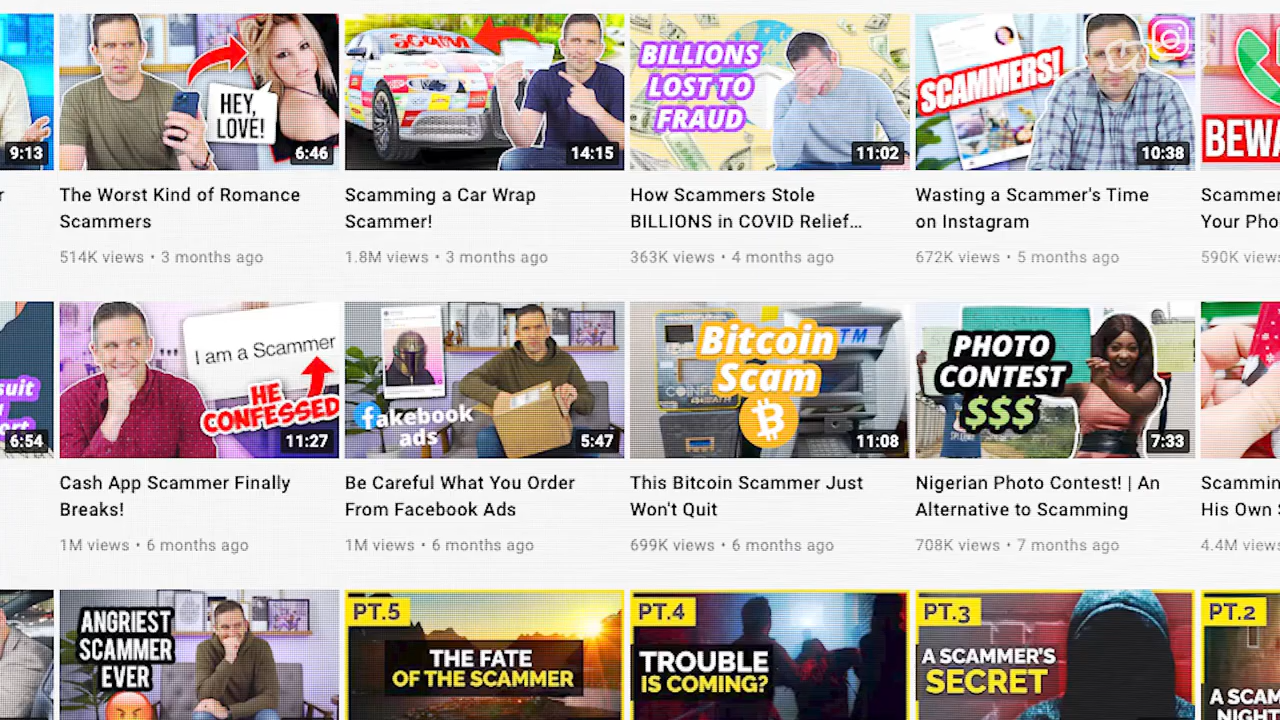 SCAM
BILLIONS
LOST TO
FRAUD
SCAMMERS!
HEY,
LOVE!
BEWA
9:13
6:46
14:15
11:02
10:38
r
The Worst Kind of Romance
Scammers
514K views • 3 months ago
Scamming a Car Wrap
Scammer!
1.8M views • 3 months ago
How Scammers Stole
BILLIONS in COVID Relief...
363K views • 4 months ago
Wasting a Scammer's Time
on Instagram
672K views • 5 months ago
Scammer
Your Pho
590K views
suit
ort
6:54
I am a Scammer
HE
CONFESSED
11:27
fakebook
ads
5:47
Bitcoin
Scam
TM
11:08
PHOTO
CONTEST
$$$
7:33
Cash App Scammer Finally
Breaks!
1M views • 6 months ago
Be Careful What You Order
From Facebook Ads
1M views • 6 months ago
This Bitcoin Scammer Just
Won't Quit
699K views • 6 months ago
Nigerian Photo Contest! | An
Alternative to Scamming
708K views • 7 months ago
Scammin
His Own S
4.4M views
ANGRIEST
SCAMMER
EVER
PT.5
THE FATE
OF THE SCAMMER
PT.4
TROUBLE
IS COMING?
PT.3
A SCAMMER'S
SECRET
PT.2
A SCAM
NIGHT